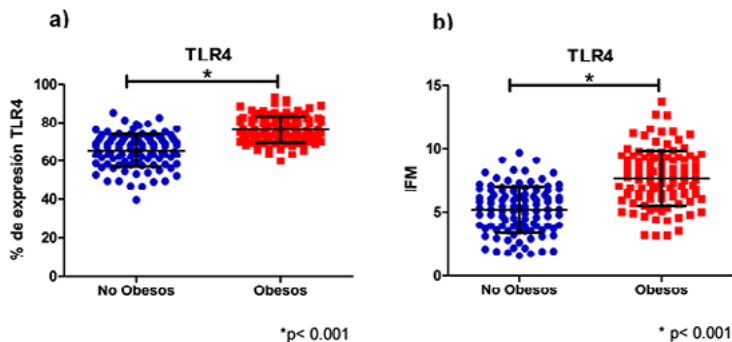 a)
TLR4
*
% de expresión TLR4
100
80
60
40
20
0
No Obesos
Obesos
*p< 0.001
b)
TLR4
*
IFM
15
10
5
0
No Obesos
Obesos
* p< 0.001